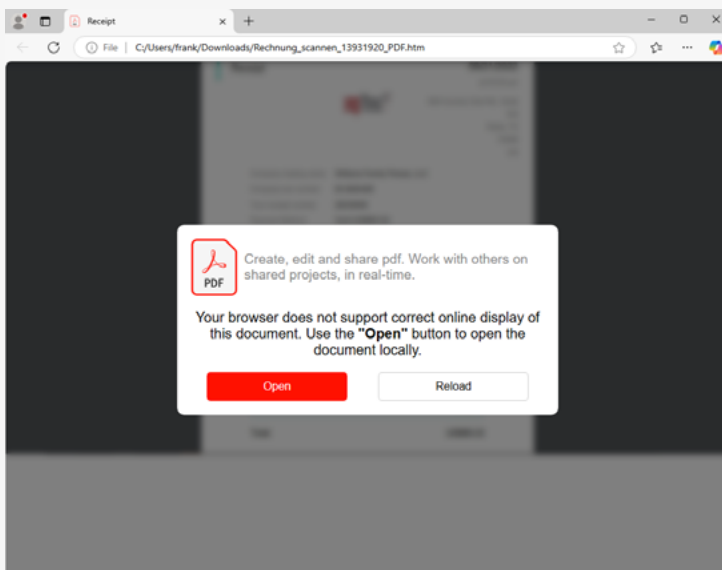 Receipt
File
C:/Users/frank/Downloads/Rechnung_scannen_13931920_PDF.htm
PDF
Create, edit and share pdf. Work with others on
shared projects, in real-time.
Your browser does not support correct online display of
this document. Use the "Open" button to open the
document locally.
Open
Reload